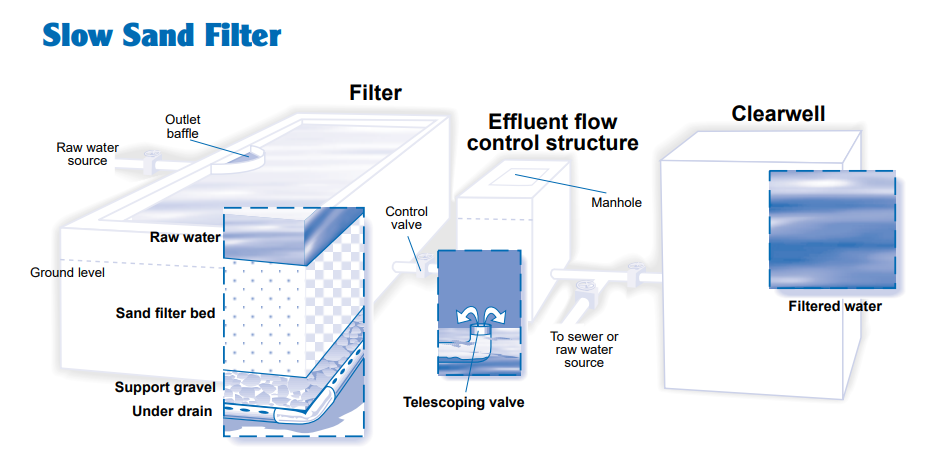 Slow Sand Filter
Filter
Effluent flow
control structure
Clearwell
Outlet
baffle
Raw water
source
Manhole
Control
valve
Raw water
Ground level
Sand filter bed
Filtered water
To sewer or
raw water
source
Support gravel
Under drain
Telescoping valve